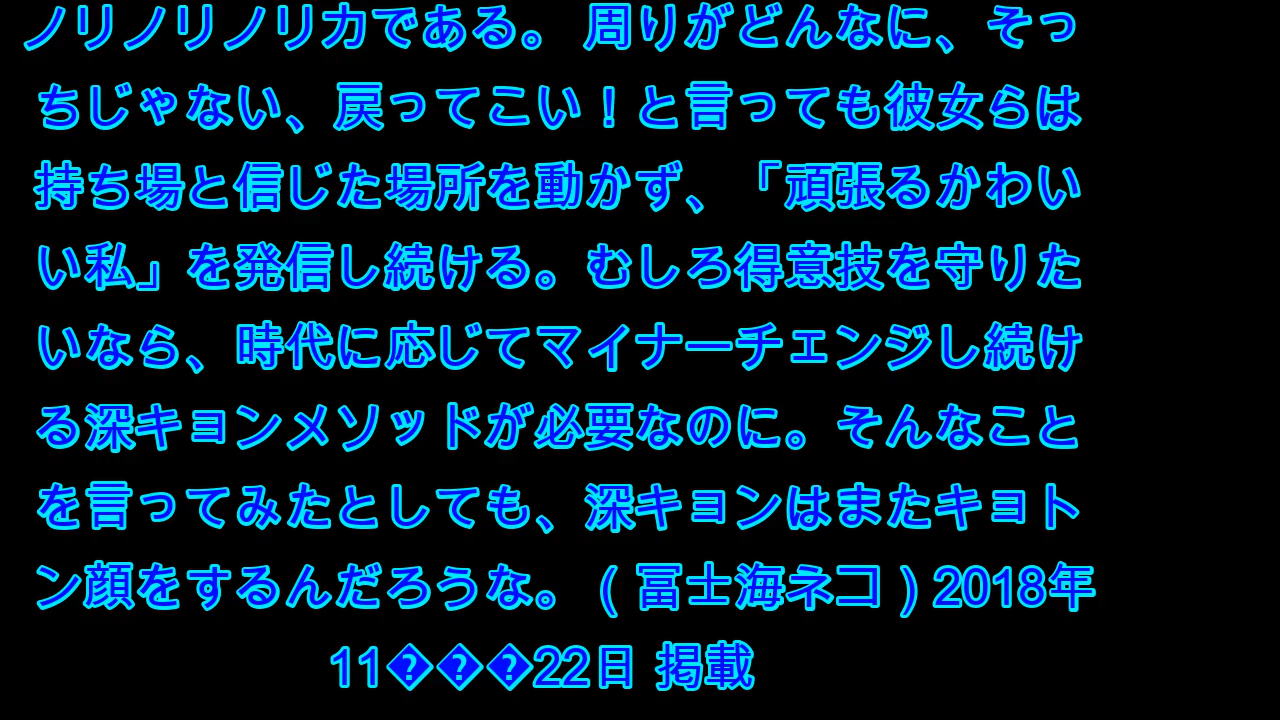 ノリノリノリカである。 周りがどんなに、そっ
ちじゃない、戻ってこい！と言っても彼女らは
持ち場と信じた場所を動かず、「頑張るかわい
い私」を発信し続ける。むしろ得意技を守りた
いなら、時代に応じてマイナーチェンジし続け
る深キョンメソッドが必要なのに。そんなこと
を言ってみたとしても、深キョンはまたキョト
ン顔をするんだろうな。（冨士海ネコ）2018年
11���22日 掲載